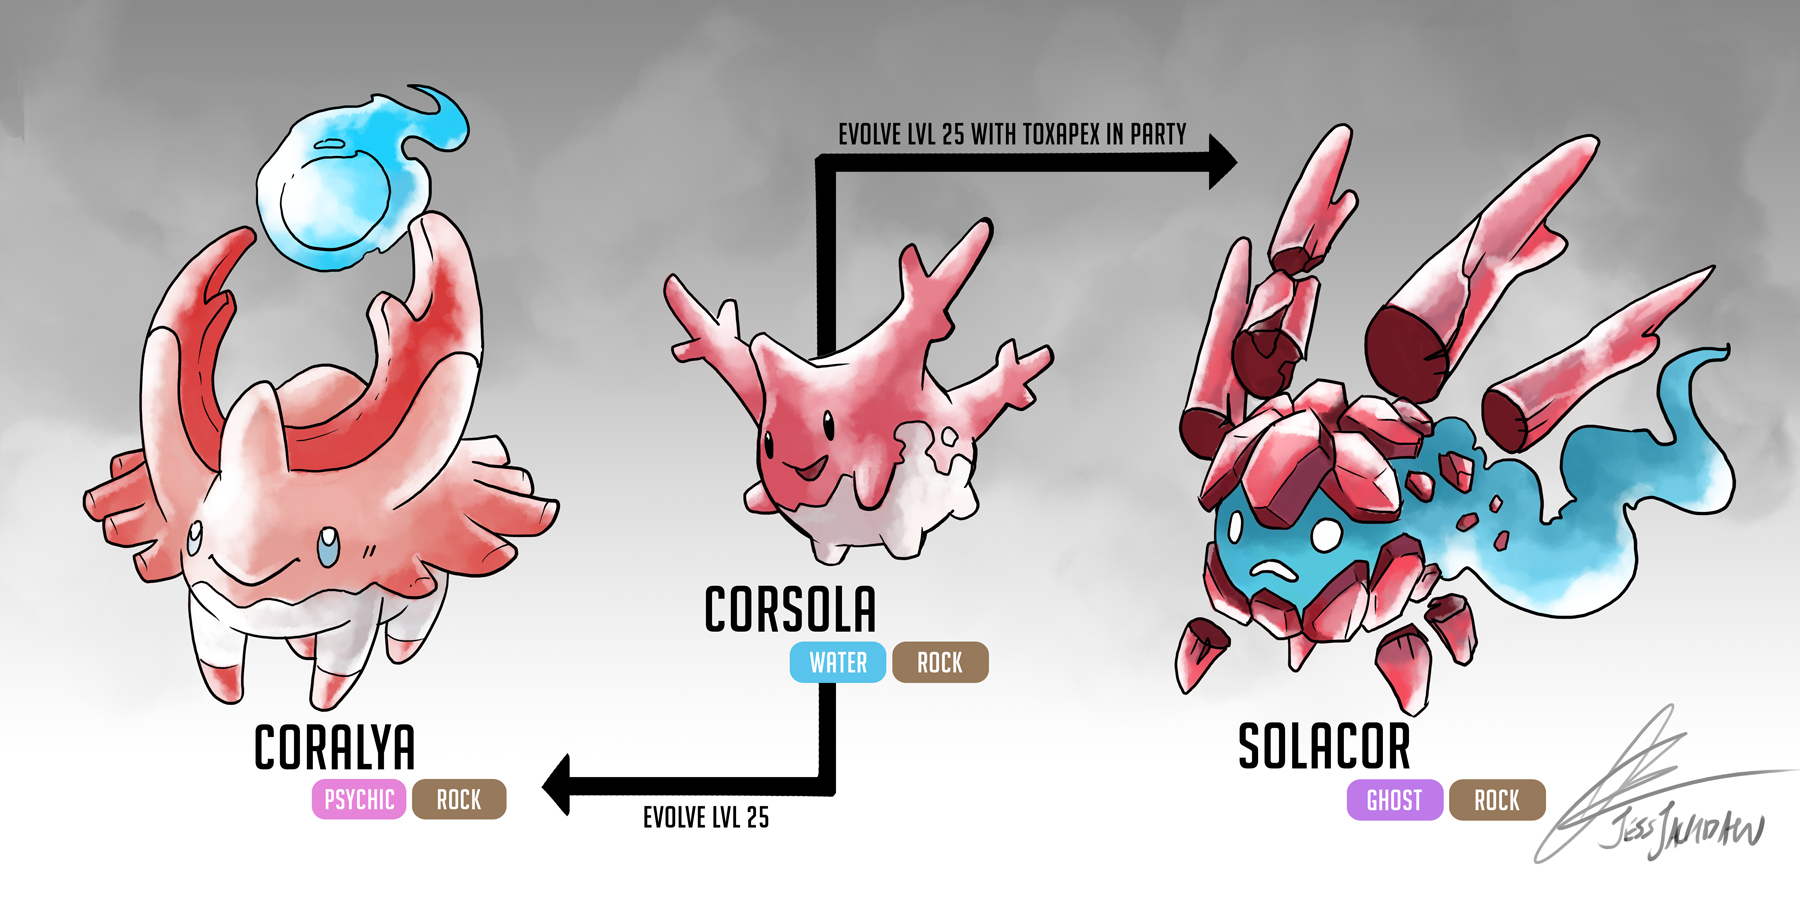 EVOLVE LVL 25 WITH TOXAPEX IN PARTY
CORSOLA
WATER ROCK
CORALYA
PSYCHIC ROCK
EVOLVE LVL 25
SOLACOR
GHOST ROCK